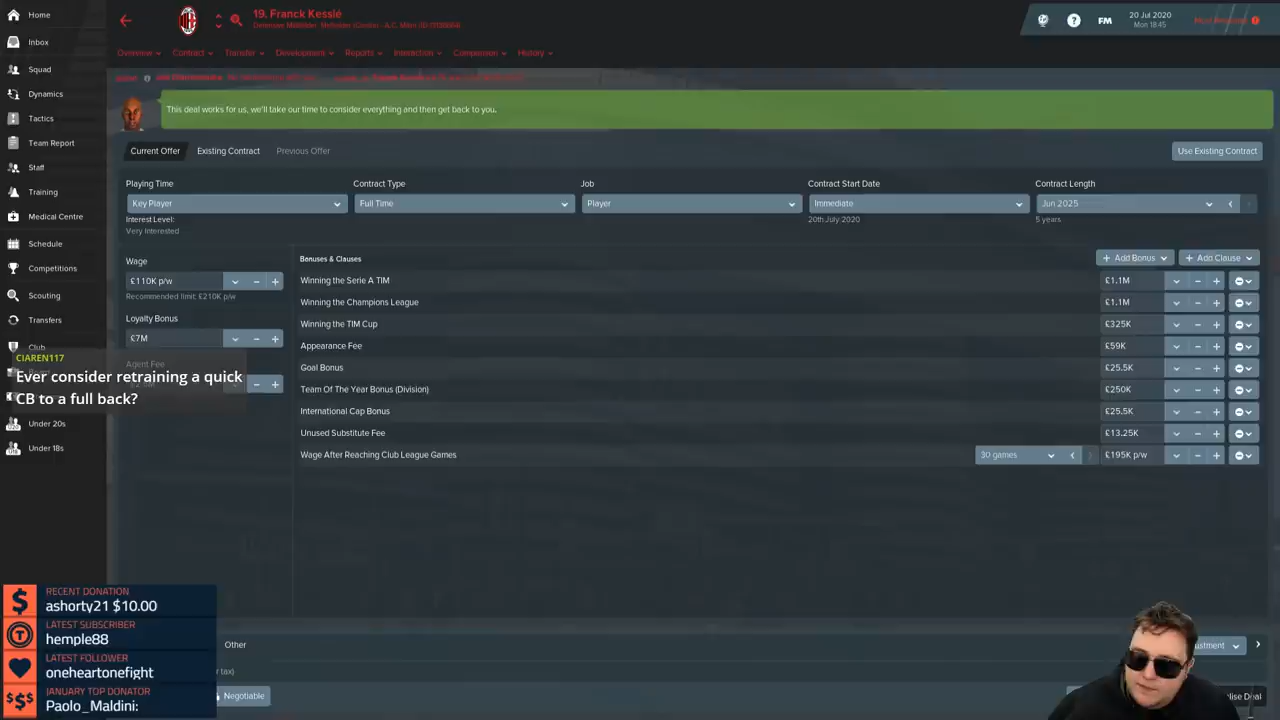 Home
Inbox
Squad
Dynamics
Tactics
Team Report
Staff
Training
Medical Centre
Schedule
Competitions
Scouting
Transfers
Club
Under 20s
Under 18s
19. Franck Kessié
20 Jul 2020
Mon 18:45
FM
Overview
Contract
Transfer
Development
Reports
Interaction
Comparison
History
This deal works for us, we'll take our time to consider everything and then get back to you.
Current Offer
Existing Contract
Previous Offer
Use Existing Contract
Playing Time
Contract Type
Job
Contract Start Date
Contract Length
Key Player
Full Time
Player
Immediate
Jun 2025
Interest Level:
Very Interested
20th July 2020
5 years
Wage
£110K p/w
Recommended limit: £210K p/w
Loyalty Bonus
£7M
Agent Fee
Bonuses & Clauses
Add Bonus
Add Clause
Winning the Serie A TIM £1.1M
Winning the Champions League £1.1M
Winning the TIM Cup £325K
Appearance Fee £59K
Goal Bonus £25.5K
Team Of The Year Bonus (Division) £250K
International Cap Bonus £25.5K
Unused Substitute Fee £13.25K
Wage After Reaching Club League Games 30 games £195K p/w
CIAREN117
Ever consider retraining a quick
CB to a full back?
RECENT DONATION
ashorty21 $10.00
LATEST SUBSCRIBER
hemple88
LATEST FOLLOWER
oneheartonefight
JANUARY TOP DONATOR
Paolo_Maldini:
Other
Negotiable